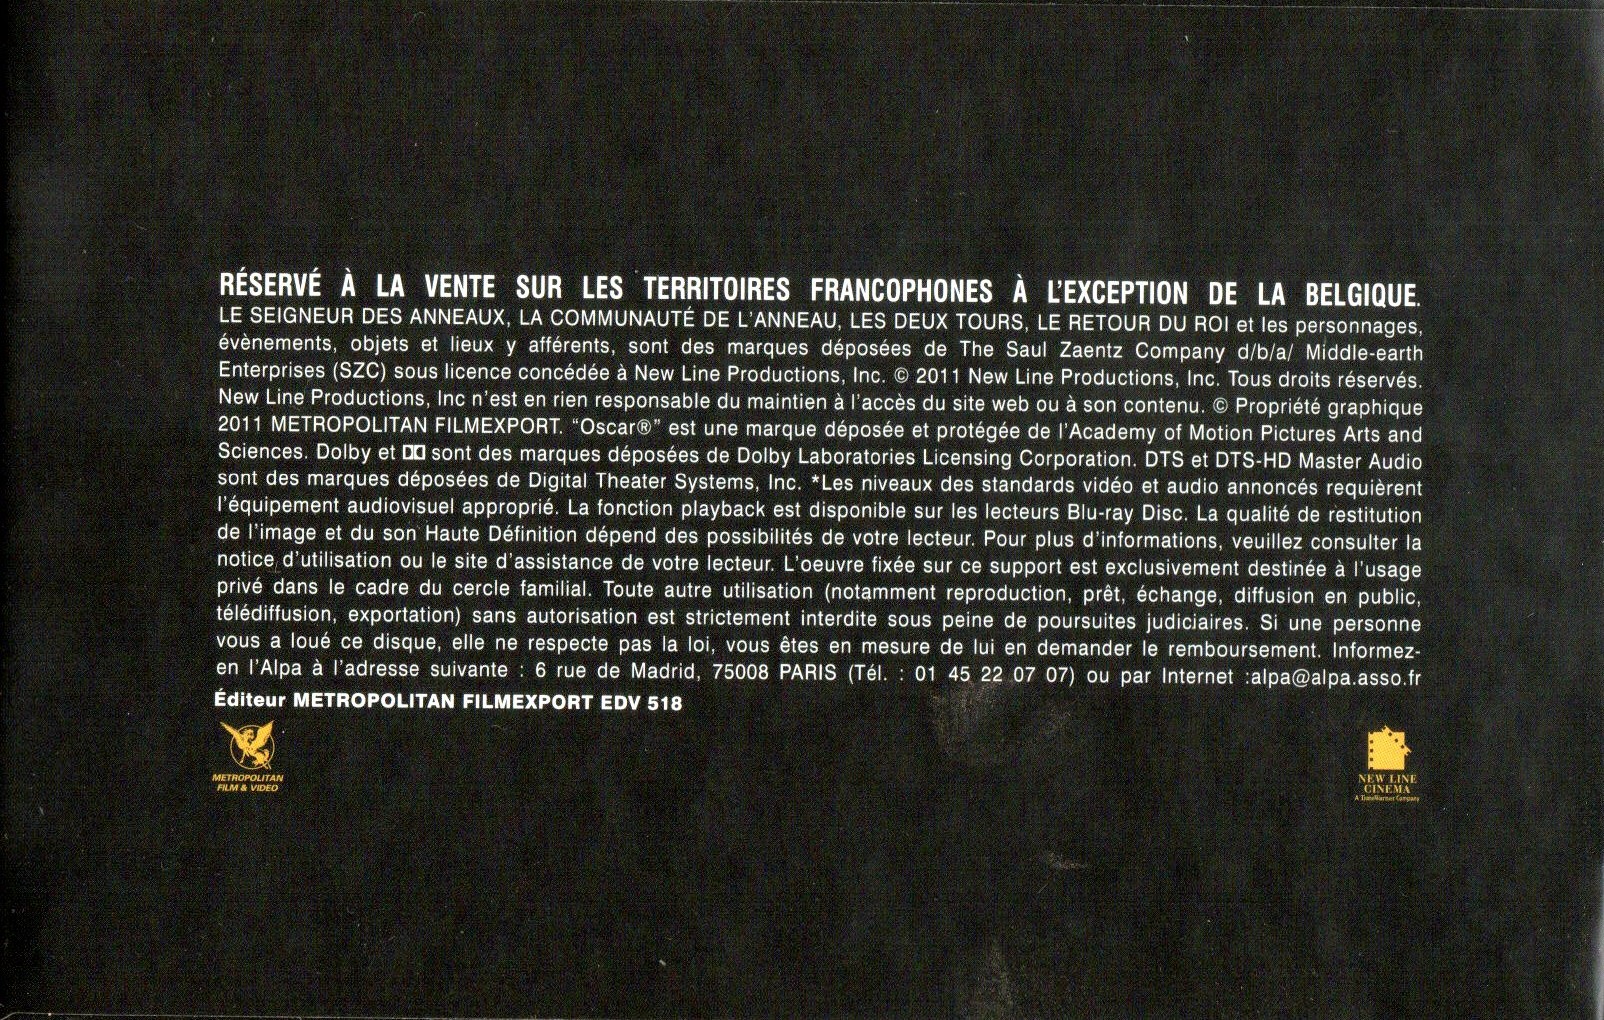 RÉSERVÉ À LA VENTE SUR LES TERRITOIRES FRANCOPHONES À L'EXCEPTION DE LA BELGIQUE.
LE SEIGNEUR DES ANNEAUX, LA COMMUNAUTÉ DE L'ANNEAU, LES DEUX TOURS, LE RETOUR DU ROI et les personnages,
évènements, objets et lieux y afférents, sont des marques déposées de The Saul Zaentz Company d/b/a/ Middle-earth
Enterprises (SZC) sous licence concédée à New Line Productions, Inc. © 2011 New Line Productions, Inc. Tous droits réservés.
New Line Productions, Inc n'est en rien responsable du maintien à l'accès du site web ou à son contenu. © Propriété graphique
2011 METROPOLITAN FILMEXPORT. "Oscar®" est une marque déposée et protégée de l'Academy of Motion Pictures Arts and
Sciences. Dolby et sont des marques déposées de Dolby Laboratories Licensing Corporation. DTS et DTS-HD Master Audio
sont des marques déposées de Digital Theater Systems, Inc. *Les niveaux des standards vidéo et audio annoncés requièrent
l'équipement audiovisuel approprié. La fonction playback est disponible sur les lecteurs Blu-ray Disc. La qualité de restitution
de l'image et du son Haute Définition dépend des possibilités de votre lecteur. Pour plus d'informations, veuillez consulter la
notice d'utilisation ou le site d'assistance de votre lecteur. L'oeuvre fixée sur ce support est exclusivement destinée à l'usage
privé dans le cadre du cercle familial. Toute autre utilisation (notamment reproduction, prêt, échange, diffusion en public,
télédiffusion, exportation) sans autorisation est strictement interdite sous peine de poursuites judiciaires. Si une personne
vous a loué ce disque, elle ne respecte pas la loi, vous êtes en mesure de lui en demander le remboursement. Informez-
en l'Alpa à l'adresse suivante : 6 rue de Madrid, 75008 PARIS (Tél. : 01 45 22 07 07) ou par Internet :alpa@alpa.asso.fr
Éditeur METROPOLITAN FILMEXPORT EDV 518
METROPOLITAN
FILM & VIDEO
NEW LINE
CINEMA
A TimeWarner Company